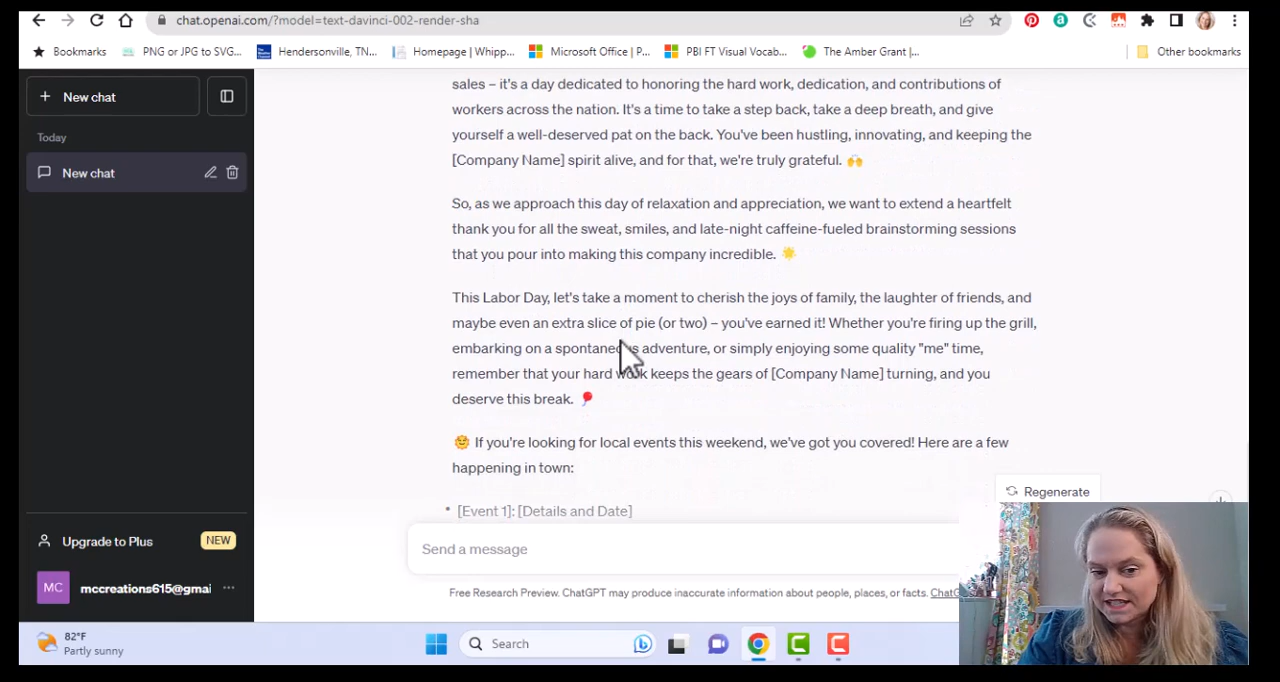 chat.openai.com/?model=text-davinci-002-render-sha
Bookmarks PNG or JPG to SVG... Hendersonville, TN... Homepage | Whipp... Microsoft Office | P... PBI FT Visual Vocab... The Amber Grant |... Other bookmarks
+ New chat
Today
New chat
sales – it's a day dedicated to honoring the hard work, dedication, and contributions of
workers across the nation. It's a time to take a step back, take a deep breath, and give
yourself a well-deserved pat on the back. You've been hustling, innovating, and keeping the
[Company Name] spirit alive, and for that, we're truly grateful. 🙌
So, as we approach this day of relaxation and appreciation, we want to extend a heartfelt
thank you for all the sweat, smiles, and late-night caffeine-fueled brainstorming sessions
that you pour into making this company incredible. 🌟
This Labor Day, let's take a moment to cherish the joys of family, the laughter of friends, and
maybe even an extra slice of pie (or two) – you've earned it! Whether you're firing up the grill,
embarking on a spontaneous adventure, or simply enjoying some quality "me" time,
remember that your hard work keeps the gears of [Company Name] turning, and you
deserve this break. 🎈
🌞 If you're looking for local events this weekend, we've got you covered! Here are a few
happening in town:
• [Event 1]: [Details and Date]
Regenerate
Send a message
Free Research Preview. ChatGPT may produce inaccurate information about people, places, or facts. ChatG
Upgrade to Plus NEW
MC mccreations615@gmai ...
82°F
Partly sunny
Search